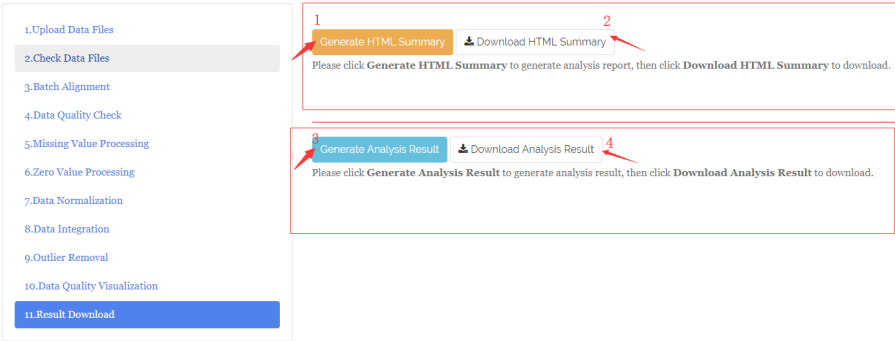 1.Upload Data Files
2.Check Data Files
3.Batch Alignment
4.Data Quality Check
5.Missing Value Processing
6.Zero Value Processing
7.Data Normalization
8.Data Integration
9.Outlier Removal
10.Data Quality Visualization
11.Result Download
1
2
Generate HTML Summary
Download HTML Summary
Please click Generate HTML Summary to generate analysis report, then click Download HTML Summary to download.
3
4
Generate Analysis Result
Download Analysis Result
Please click Generate Analysis Result to generate analysis result, then click Download Analysis Result to download.